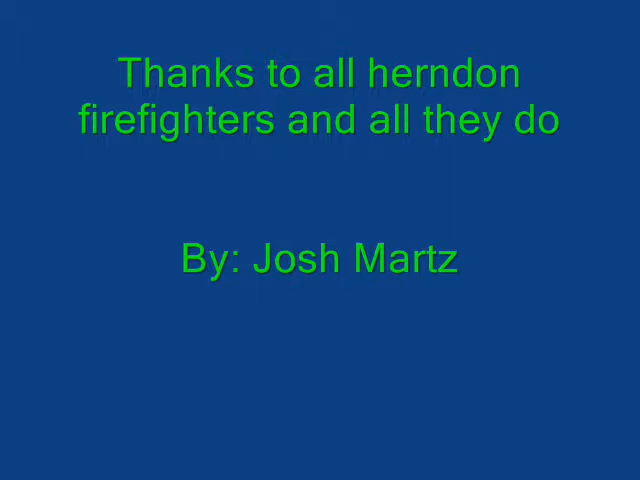 Thanks to all herndon
firefighters and all they do
By: Josh Martz